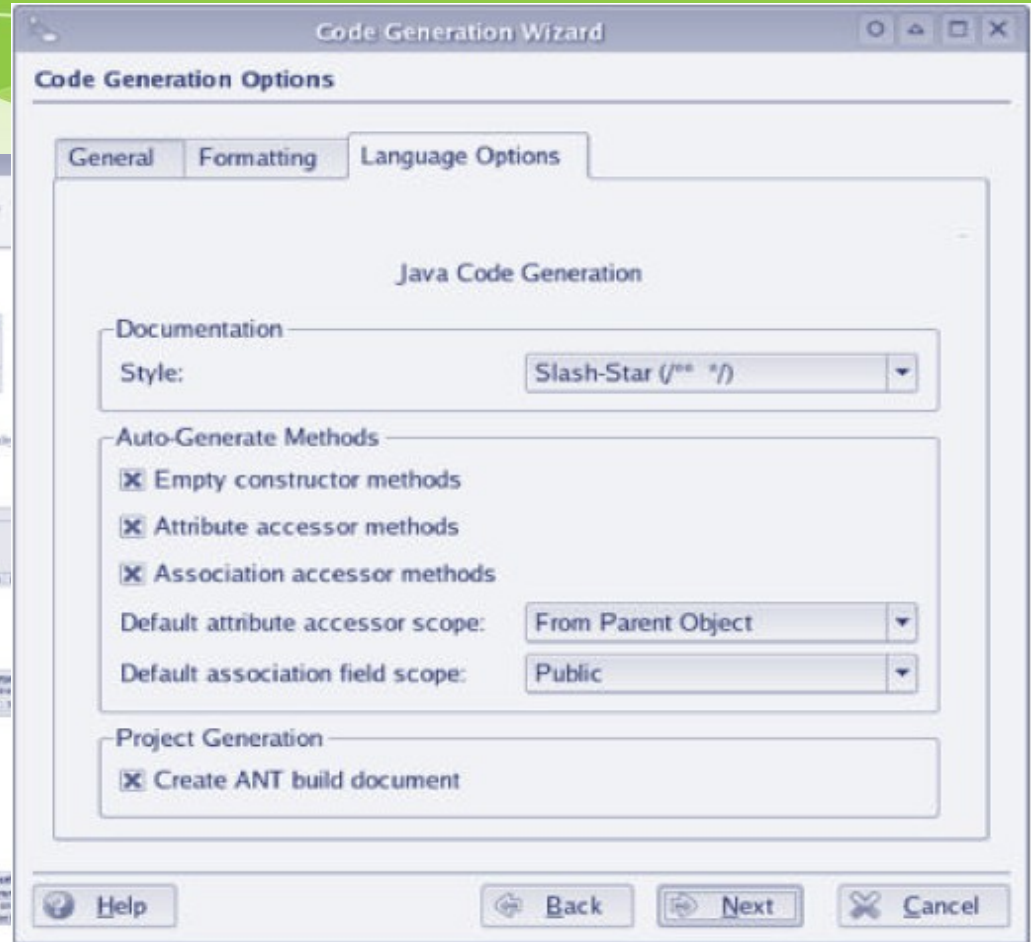 Code Generation Wizard
Code Generation Options
General
Formatting
Language Options
Java Code Generation
Documentation
Style:
Slash-Star (/** */)
Auto-Generate Methods
Empty constructor methods
Attribute accessor methods
Association accessor methods
Default attribute accessor scope:
From Parent Object
Default association field scope:
Public
Project Generation
Create ANT build document
Help
Back
Next
Cancel